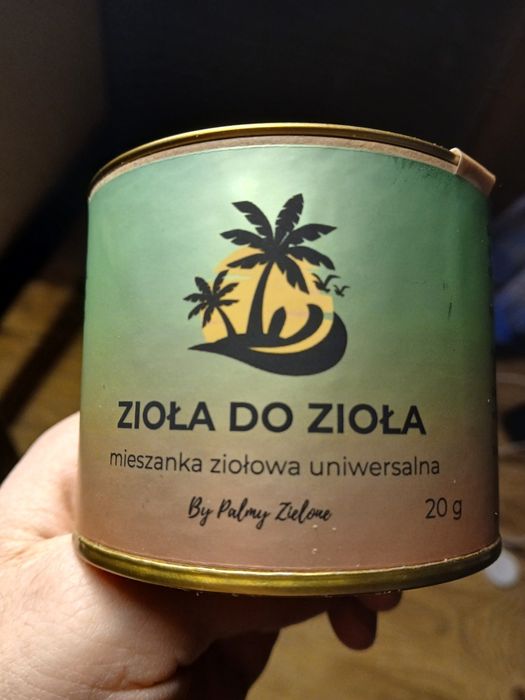 ZIOŁA DO ZIOŁA
mieszanka ziołowa uniwersalna
By Palmy Zielone
20 g